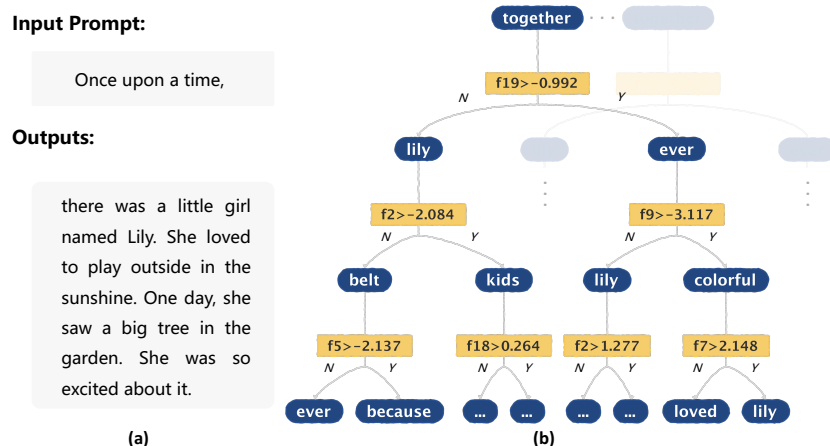 Input Prompt:
Once upon a time,
Outputs:
there was a little girl
named Lily. She loved
to play outside in the
sunshine. One day, she
saw a big tree in the
garden. She was so
excited about it.
(a)
together ...
f19>-0.992
N Y
lily ever
f2>-2.084 f9>-3.117
N Y N Y
belt kids lily colorful
f5>-2.137 f18>0.264 f2>1.277 f7>2.148
N Y N Y N Y N Y
ever because ... ... ... ... loved lily
(b)